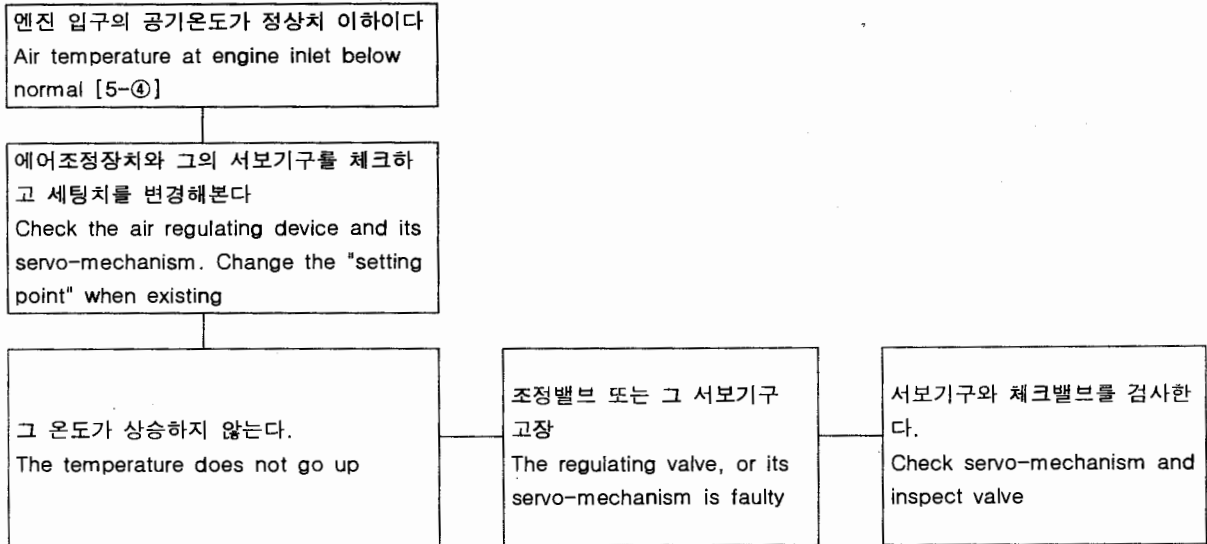 엔진 입구의 공기온도가 정상치 이하이다
Air temperature at engine inlet below
normal [5-④]
에어조정장치와 그의 서보기구를 체크하
고 세팅치를 변경해본다
Check the air regulating device and its
servo-mechanism. Change the "setting
point" when existing
그 온도가 상승하지 않는다.
The temperature does not go up
조정밸브 또는 그 서보기구
고장
The regulating valve, or its
servo-mechanism is faulty
서보기구와 체크밸브를 검사한
다.
Check servo-mechanism and
inspect valve